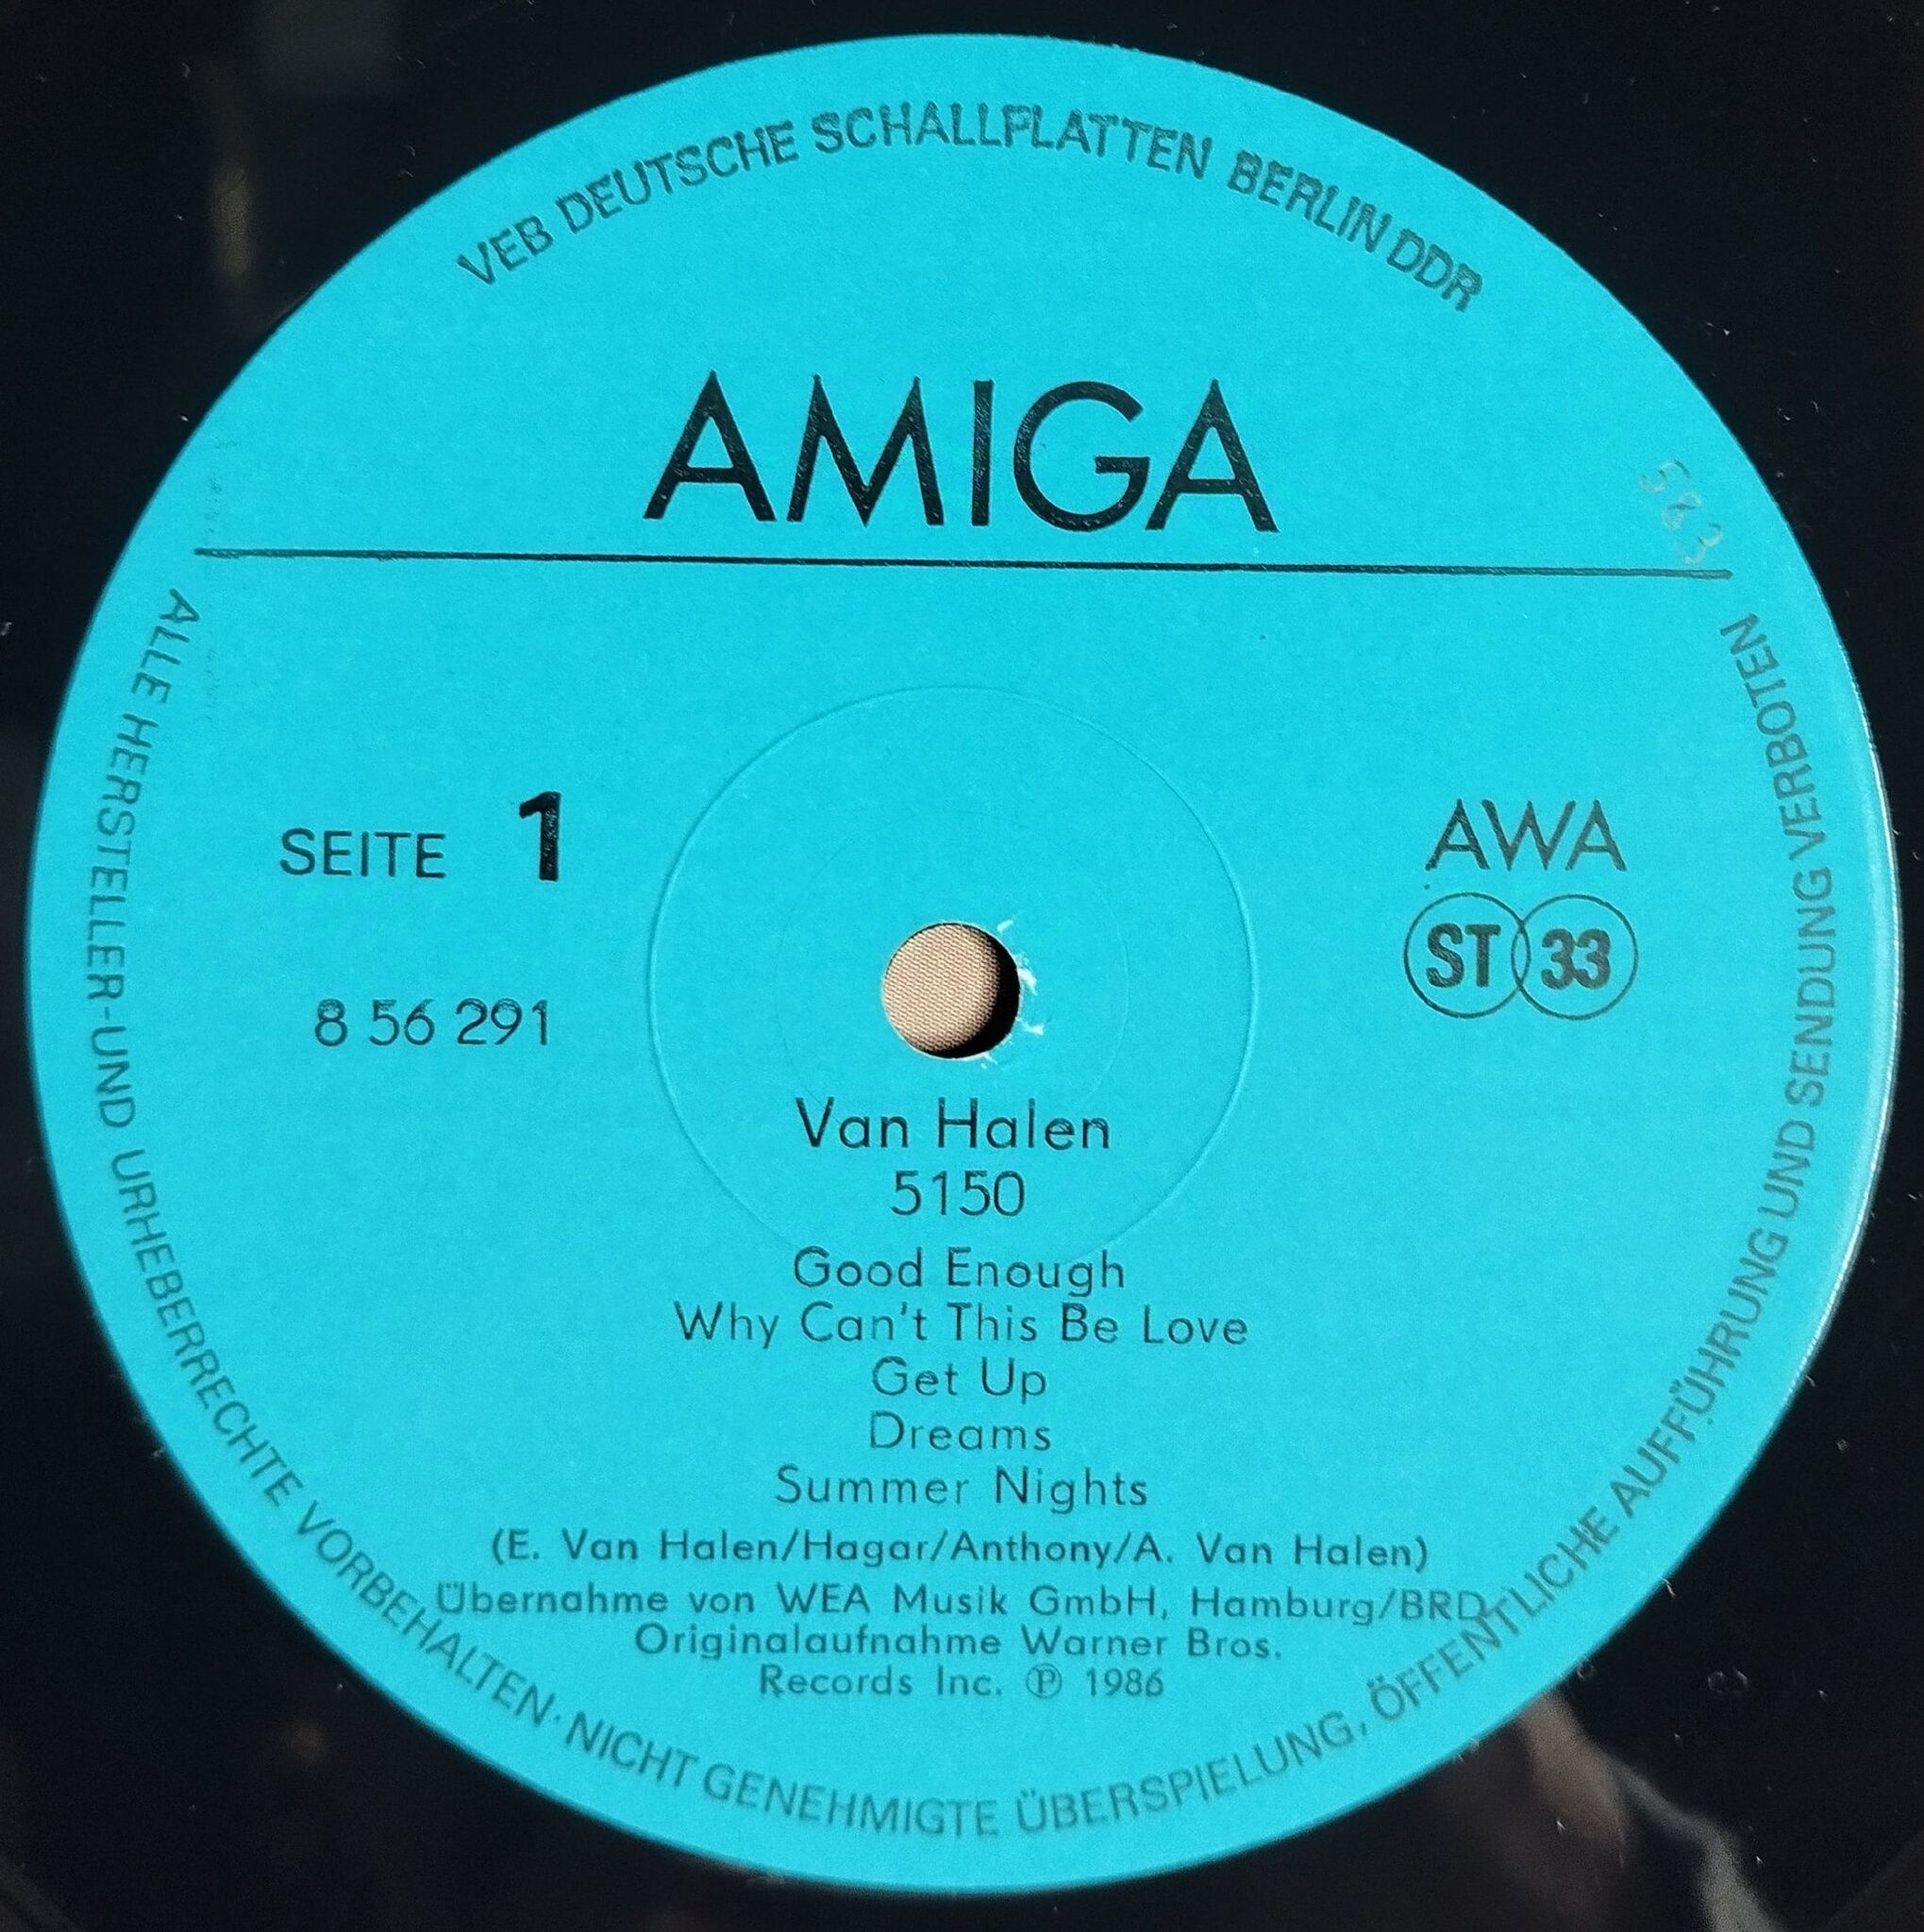 VEB DEUTSCHE SCHALLPLATTEN BERLIN DDR
AMIGA
583
SEITE 1
8 56 291
AWA
ST 33
Van Halen
5150
Good Enough
Why Can't This Be Love
Get Up
Dreams
Summer Nights
(E. Van Halen/Hagar/Anthony/A. Van Halen)
Übernahme von WEA Musik GmbH, Hamburg/BRD
Originalaufnahme Warner Bros.
Records Inc. ℗ 1986
ALLE HERSTELLER-UND URHEBERRECHTE VORBEHALTEN · NICHT GENEHMIGTE ÜBERSPIELUNG, ÖFFENTLICHE AUFFÜHRUNG UND SENDUNG VERBOTEN